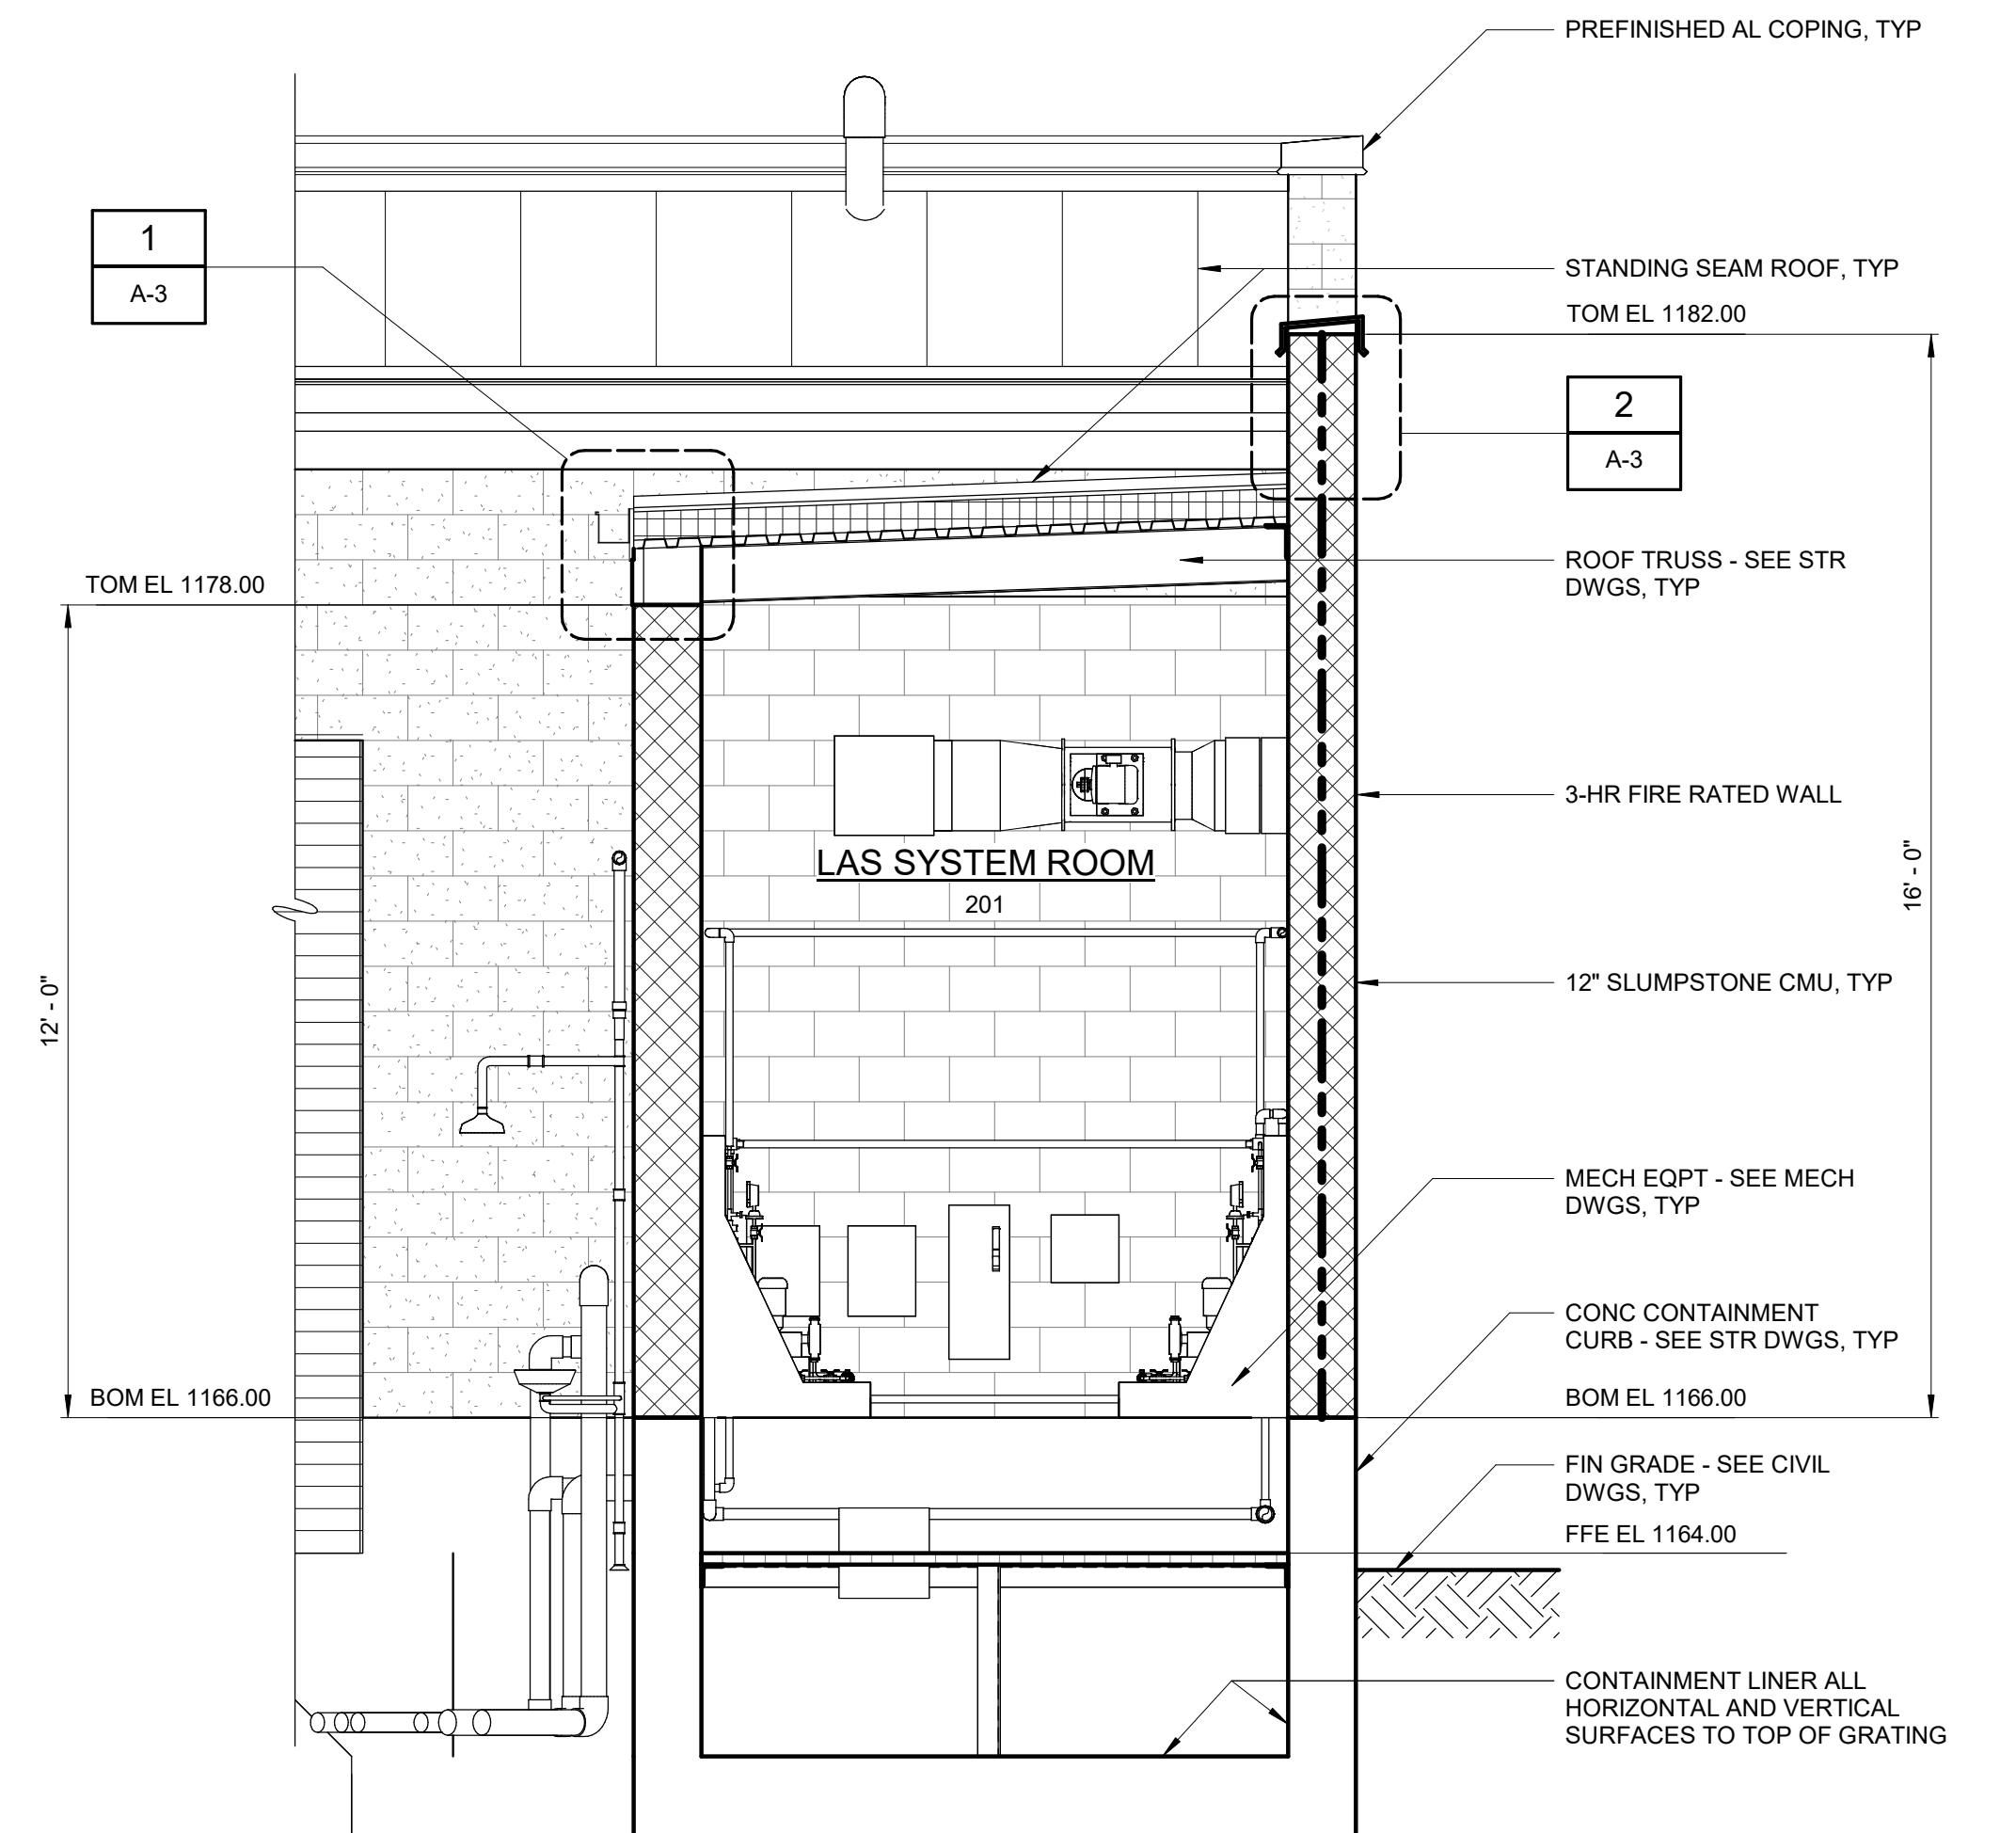 PREFINISHED AL COPING, TYP
1
A-3
STANDING SEAM ROOF, TYP
TOM EL 1182.00
2
A-3
ROOF TRUSS - SEE STR
DWGS, TYP
TOM EL 1178.00
3-HR FIRE RATED WALL
LAS SYSTEM ROOM
201
16' - 0"
12" SLUMPSTONE CMU, TYP
12' - 0"
MECH EQPT - SEE MECH
DWGS, TYP
CONC CONTAINMENT
CURB - SEE STR DWGS, TYP
BOM EL 1166.00
BOM EL 1166.00
FIN GRADE - SEE CIVIL
DWGS, TYP
FFE EL 1164.00
CONTAINMENT LINER ALL
HORIZONTAL AND VERTICAL
SURFACES TO TOP OF GRATING